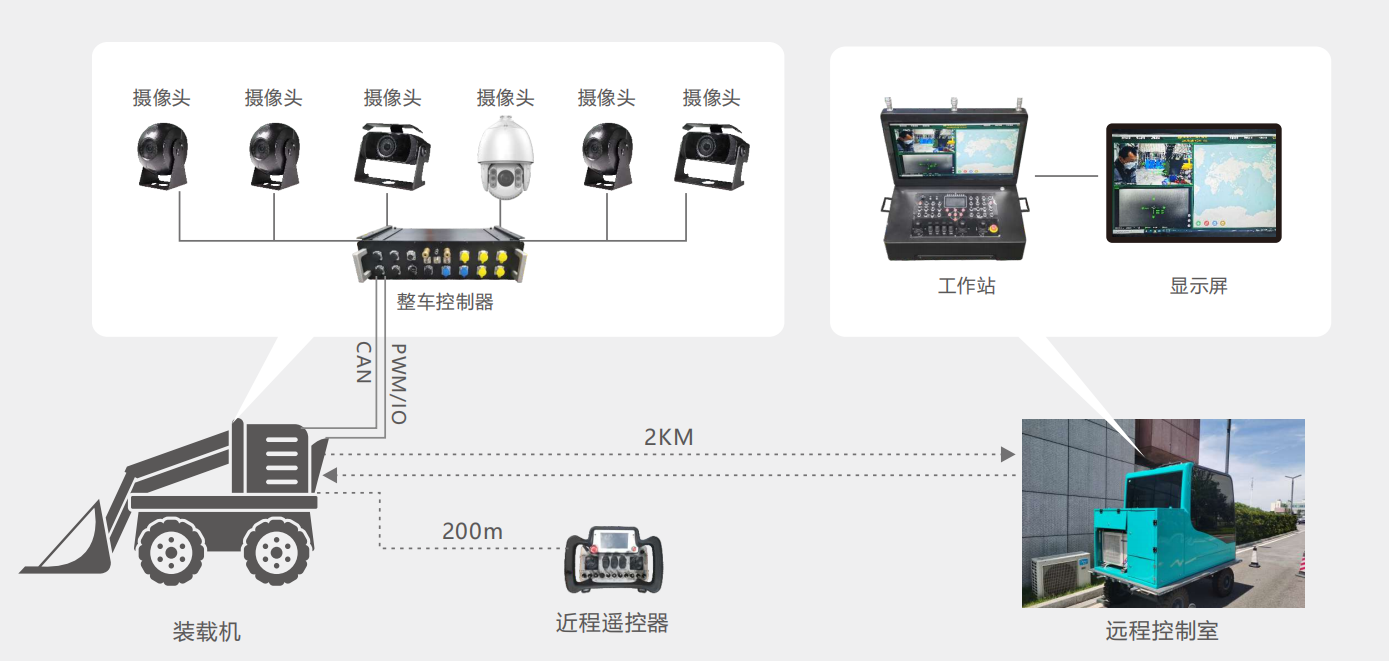 摄像头 摄像头 摄像头 摄像头 摄像头 摄像头
整车控制器
工作站 显示屏
CAN
PWM/IO
2KM
200m
装载机
近程遥控器
远程控制室